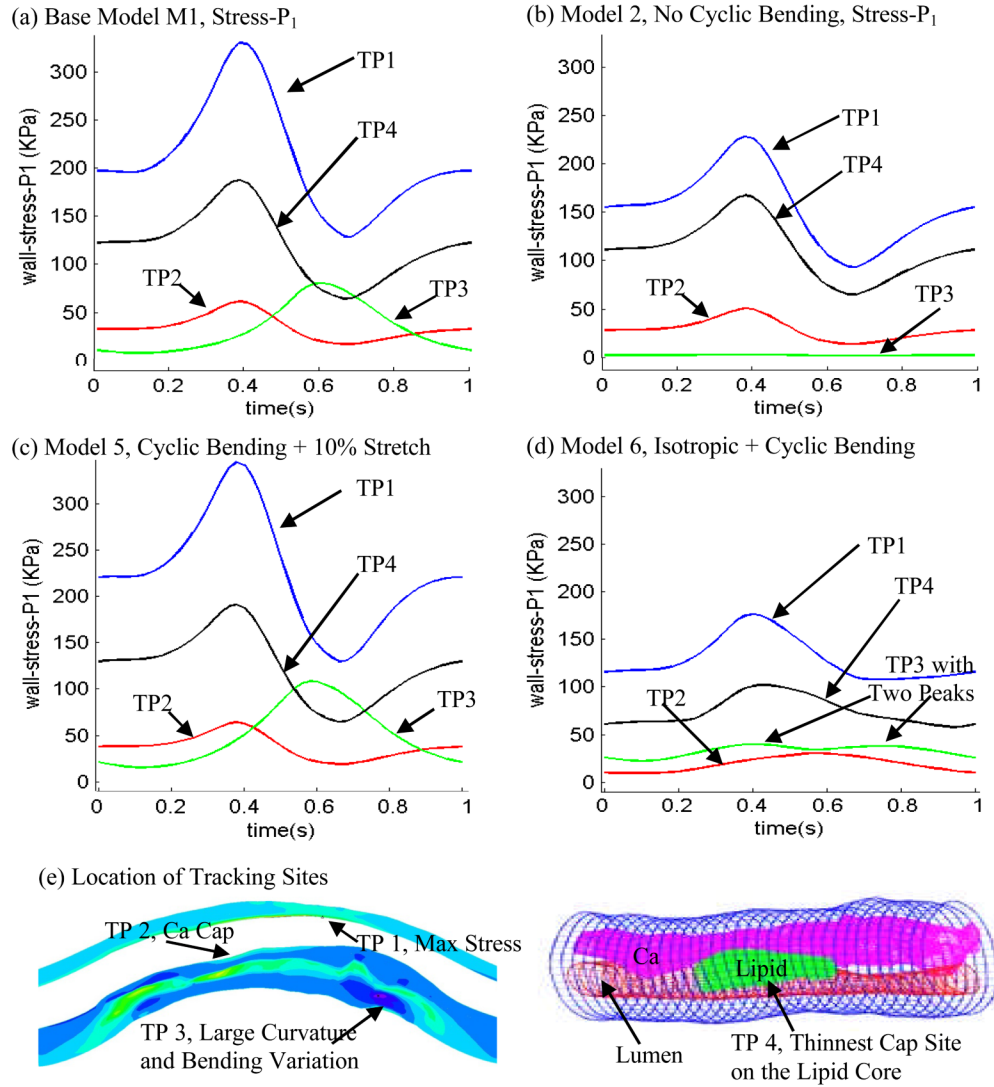 (a) Base Model M1, Stress-P1
wall-stress-P1 (KPa)
300
250
200
150
100
50
0
TP1
TP4
TP2
TP3
0 0.2 0.4 0.6 0.8 1
time(s)
(b) Model 2, No Cyclic Bending, Stress-P1
wall-stress-P1 (KPa)
300
250
200
150
100
50
0
TP1
TP4
TP2
TP3
0 0.2 0.4 0.6 0.8 1
time(s)
(c) Model 5, Cyclic Bending + 10% Stretch
wall-stress-P1 (KPa)
300
250
200
150
100
50
0
TP1
TP4
TP2
TP3
0 0.2 0.4 0.6 0.8 1
time(s)
(d) Model 6, Isotropic + Cyclic Bending
wall-stress-P1 (KPa)
300
250
200
150
100
50
0
TP1
TP4
TP3 with
Two Peaks
TP2
0 0.2 0.4 0.6 0.8 1
time(s)
(e) Location of Tracking Sites
TP 2, Ca Cap
TP 1, Max Stress
TP 3, Large Curvature
and Bending Variation
Ca
Lipid
Lumen
TP 4, Thinnest Cap Site
on the Lipid Core